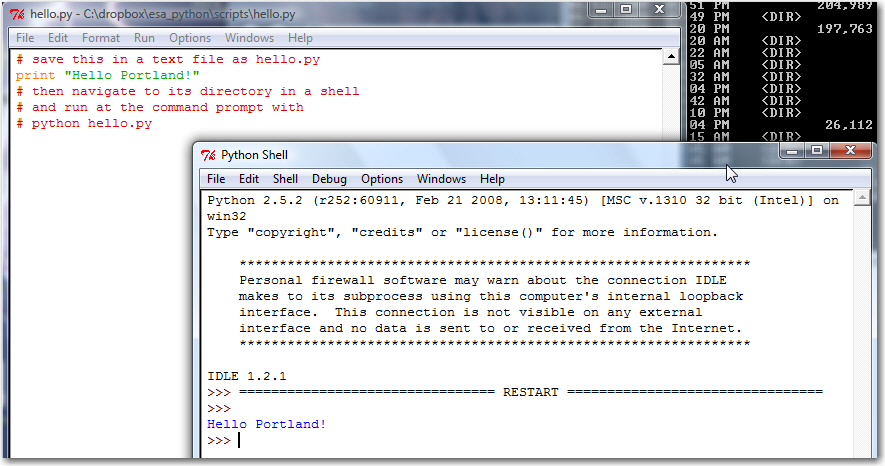 hello.py - C:\dropbox\esa_python\scripts\hello.py
File Edit Format Run Options Windows Help
# save this in a text file as hello.py
print "Hello Portland!"
# then navigate to its directory in a shell
# and run at the command prompt with
# python hello.py
51 PM 204,989
49 PM <DIR>
20 PM 197,763
20 AM <DIR>
22 AM <DIR>
05 AM <DIR>
32 AM <DIR>
04 PM <DIR>
42 AM <DIR>
10 PM <DIR>
04 PM 26,112
15 AM <DIR>
Python Shell
File Edit Shell Debug Options Windows Help
Python 2.5.2 (r252:60911, Feb 21 2008, 13:11:45) [MSC v.1310 32 bit (Intel)] on
win32
Type "copyright", "credits" or "license()" for more information.
****************************************************************
Personal firewall software may warn about the connection IDLE
makes to its subprocess using this computer's internal loopback
interface.  This connection is not visible on any external
interface and no data is sent to or received from the Internet.
****************************************************************
IDLE 1.2.1
>>> ================================ RESTART ================================
>>>
Hello Portland!
>>>